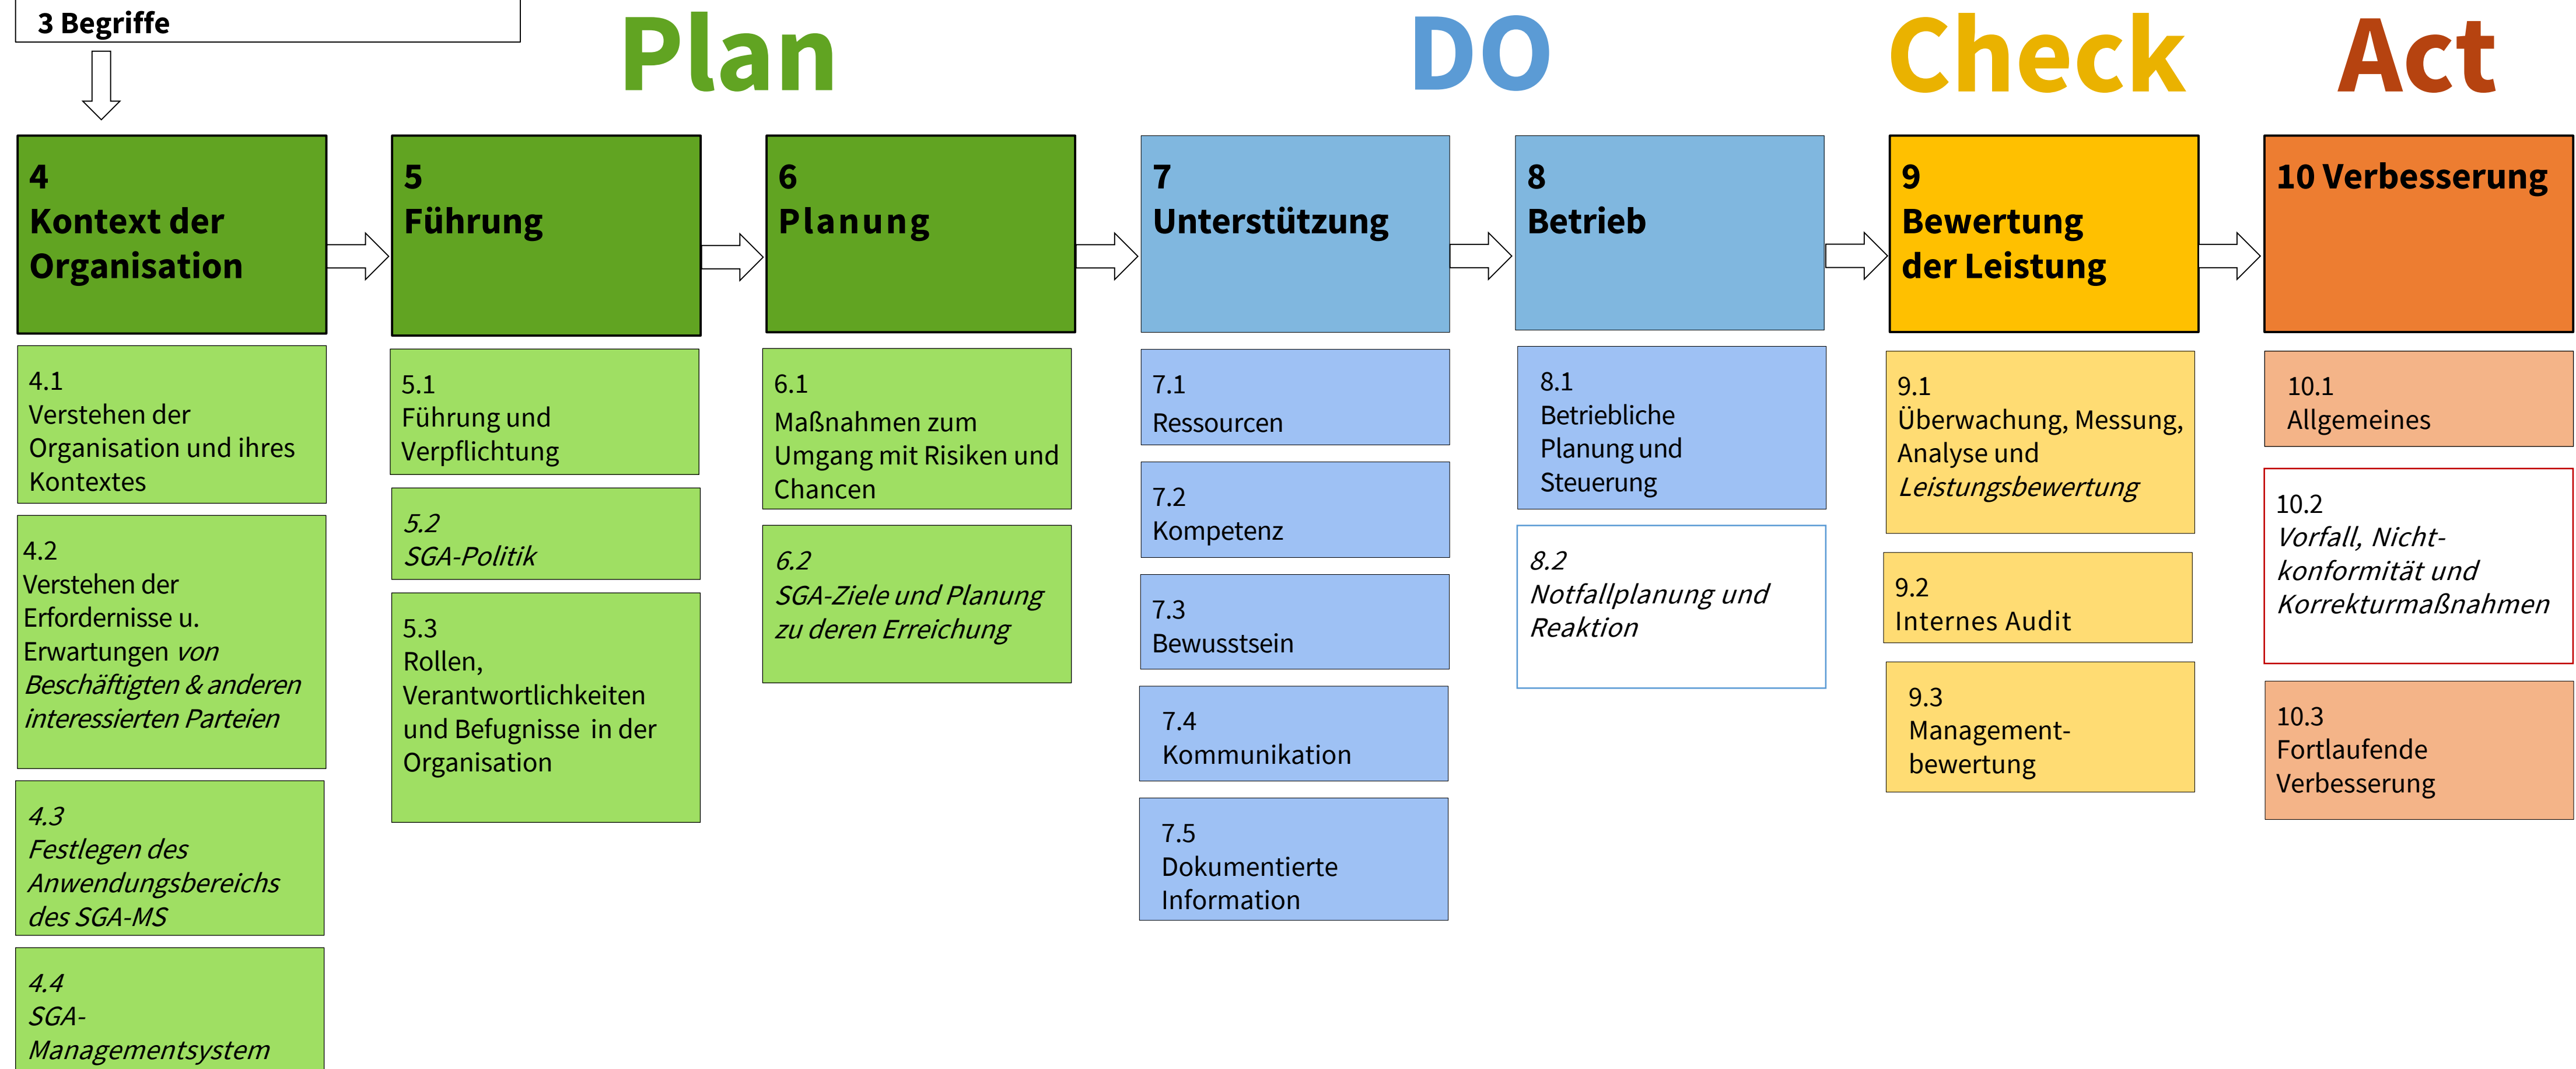 3 Begriffe
Plan
DO
Check
Act
4
Kontext der
Organisation
5
Führung
6
Planung
7
Unterstützung
8
Betrieb
9
Bewertung
der Leistung
10 Verbesserung
4.1
Verstehen der
Organisation und ihres
Kontextes
4.2
Verstehen der
Erfordernisse u.
Erwartungen von
Beschäftigten & anderen
interessierten Parteien
4.3
Festlegen des
Anwendungsbereichs
des SGA-MS
4.4
SGA-
Managementsystem
5.1
Führung und
Verpflichtung
5.2
SGA-Politik
5.3
Rollen,
Verantwortlichkeiten
und Befugnisse in der
Organisation
6.1
Maßnahmen zum
Umgang mit Risiken und
Chancen
6.2
SGA-Ziele und Planung
zu deren Erreichung
7.1
Ressourcen
7.2
Kompetenz
7.3
Bewusstsein
7.4
Kommunikation
7.5
Dokumentierte
Information
8.1
Betriebliche
Planung und
Steuerung
8.2
Notfallplanung und
Reaktion
9.1
Überwachung, Messung,
Analyse und
Leistungsbewertung
9.2
Internes Audit
9.3
Management-
bewertung
10.1
Allgemeines
10.2
Vorfall, Nicht-
konformität und
Korrekturmaßnahmen
10.3
Fortlaufende
Verbesserung